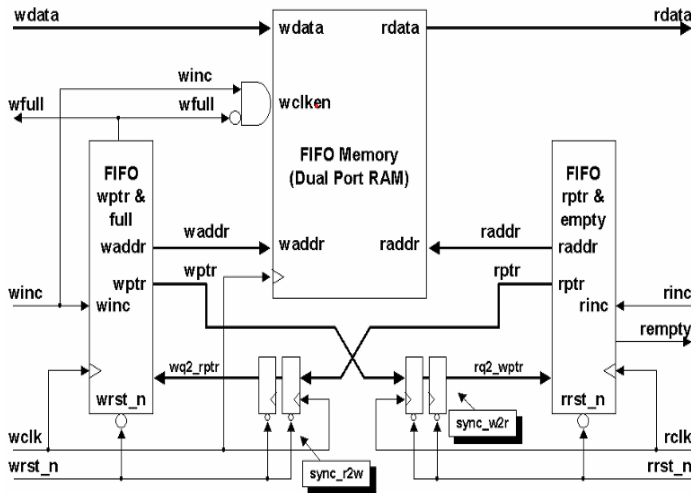 wdata
rdata
wdata
rdata
winc
wfull
wfull
wclken
FIFO Memory
(Dual Port RAM)
FIFO
wptr &
full
FIFO
rptr &
empty
waddr
waddr
waddr
raddr
raddr
raddr
wptr
wptr
rptr
rptr
winc
winc
rinc
rinc
rempty
wq2_rptr
rq2_wptr
wrst_n
rrst_n
sync_w2r
wclk
rclk
wrst_n
sync_r2w
rrst_n